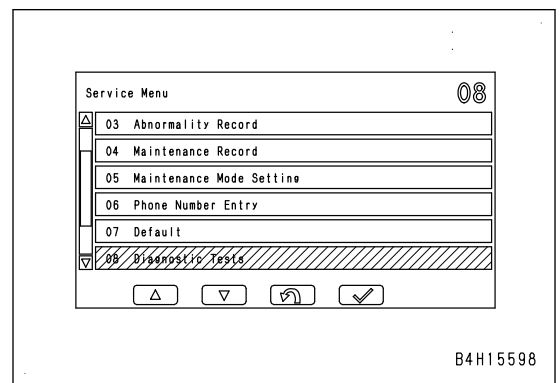 Service Menu 08
03 Abnormality Record
04 Maintenance Record
05 Maintenance Mode Setting
06 Phone Number Entry
07 Default
08 Diagnostic Tests
B4H15598